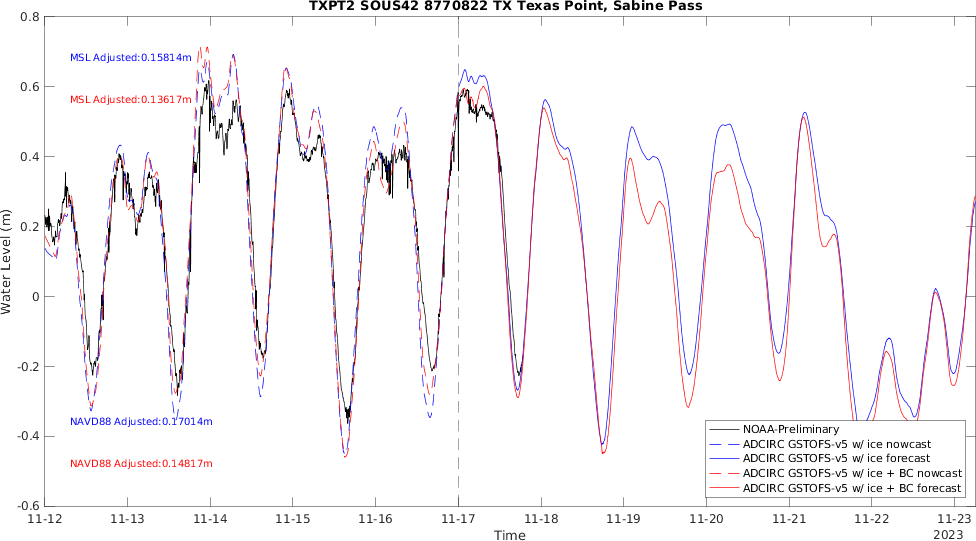 TXPT2 SOUS42 8770822 TX Texas Point, Sabine Pass
0.8
0.6
0.4
0.2
0
-0.2
-0.4
-0.6
Water Level (m)
MSL Adjusted:0.15814m
MSL Adjusted:0.13617m
NAVD88 Adjusted:0.17014m
NAVD88 Adjusted:0.14817m
NOAA-Preliminary
ADCIRC GSTOFS-v5 w/ ice nowcast
ADCIRC GSTOFS-v5 w/ ice forecast
ADCIRC GSTOFS-v5 w/ ice + BC nowcast
ADCIRC GSTOFS-v5 w/ ice + BC forecast
11-12 11-13 11-14 11-15 11-16 11-17 11-18 11-19 11-20 11-21 11-22 11-23
2023
Time